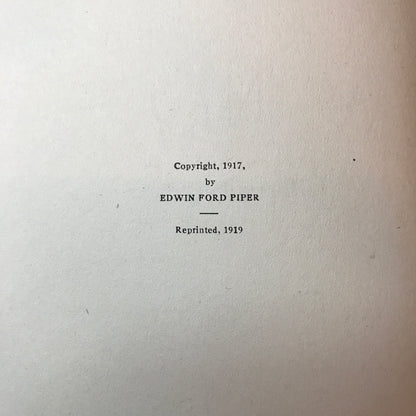 Copyright, 1917,
by
EDWIN FORD PIPER
Reprinted, 1919